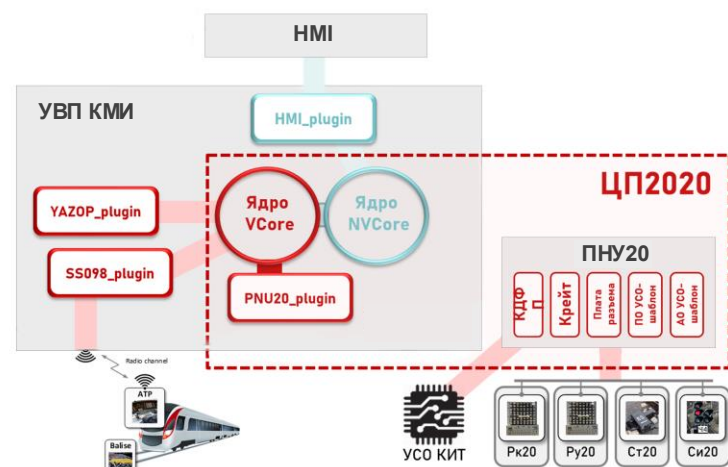 HMI
УВП КМИ
HMI_plugin
ЦП2020
YAZOP_plugin
Ядро
VCore
Ядро
NVCore
SS098_plugin
PNU20_plugin
ПНУ20
КДФ
П
Крейт
Плата
разъема
ПО УСО-
шаблон
АО УСО-
шаблон
Radio channel
ATP
Balise
УСО КИТ
Рк20
Ру20
Ст20
Си20